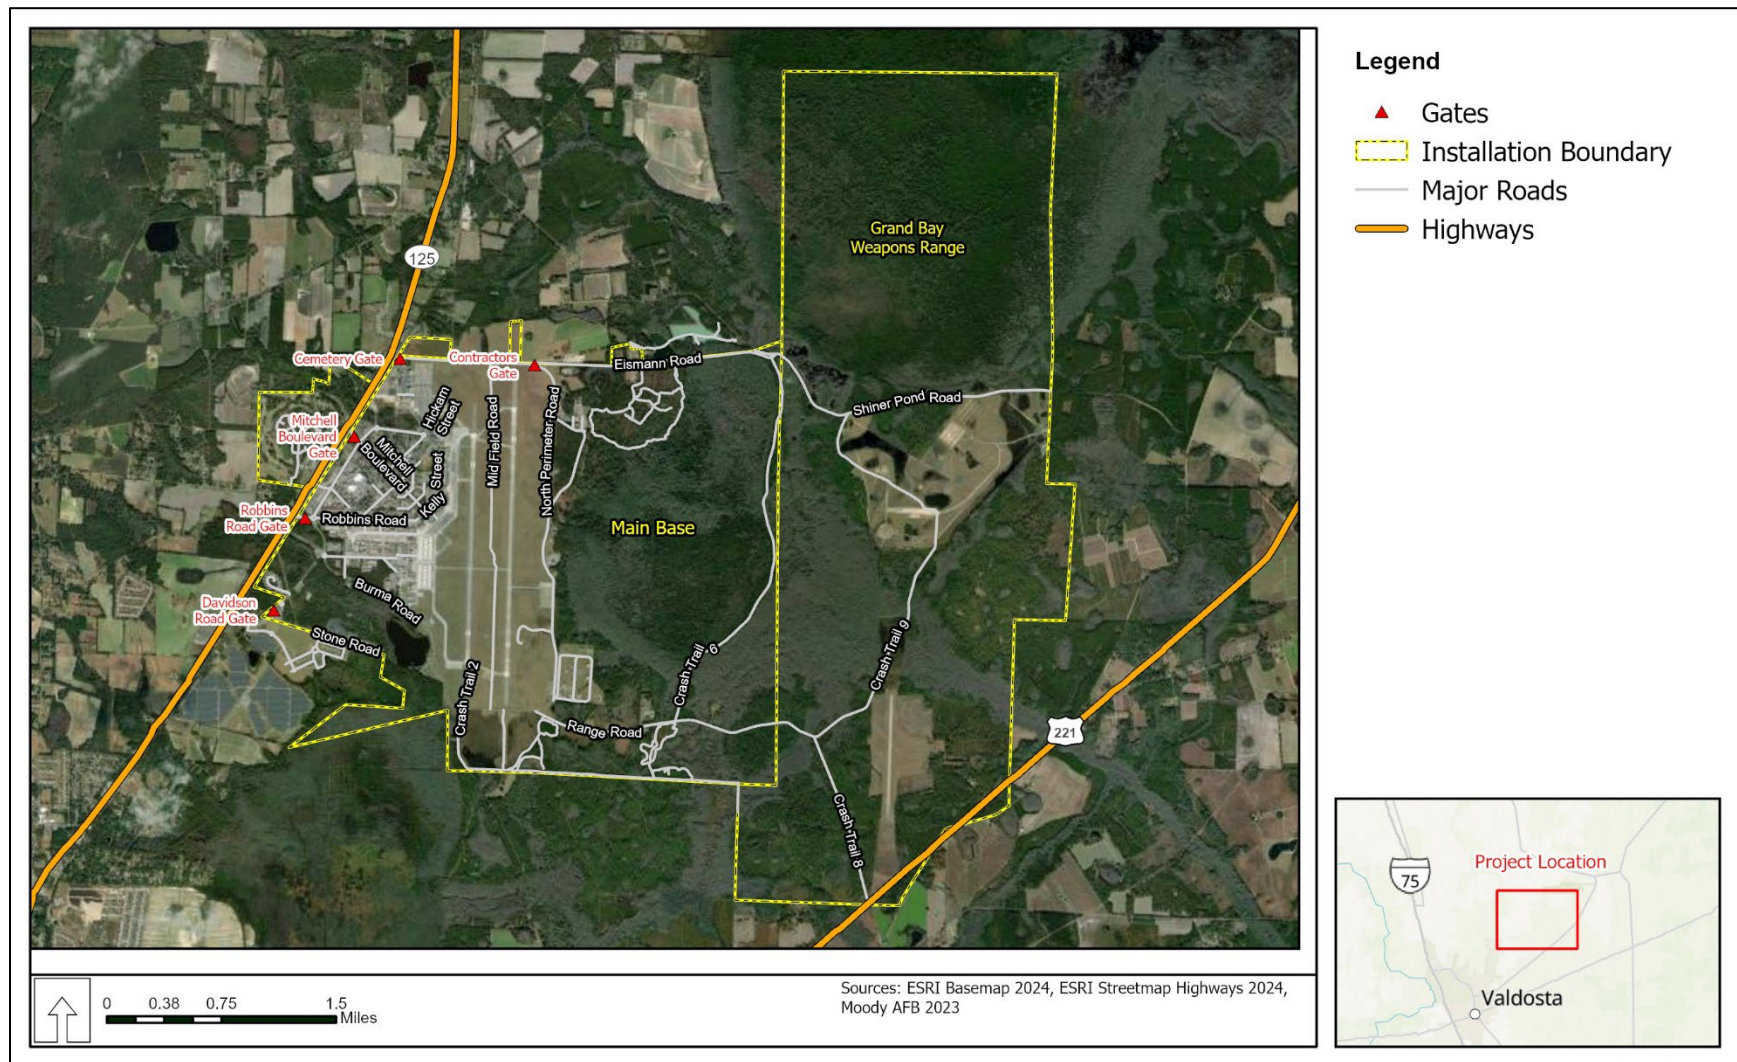 Legend
Gates
Installation Boundary
Major Roads
Highways
125
Grand Bay
Weapons Range
Cemetery Gate
Contractors
Gate
Eismann Road
Shiner Pond Road
Hickam
Street
Mid Field Road
North Perimeter Road
Mitchell
Boulevard
Gate
Mitchell
Boulevard
Kelly Street
Robbins
Road Gate
Robbins Road
Main Base
Burma Road
Davidson
Road Gate
Stone Road
Crash Trail 2
Crash Trail 6
Crash Trail 9
Range Road
221
Crash Trail 8
Project Location
75
Valdosta
0 0.38 0.75 1.5
Miles
Sources: ESRI Basemap 2024, ESRI Streetmap Highways 2024,
Moody AFB 2023